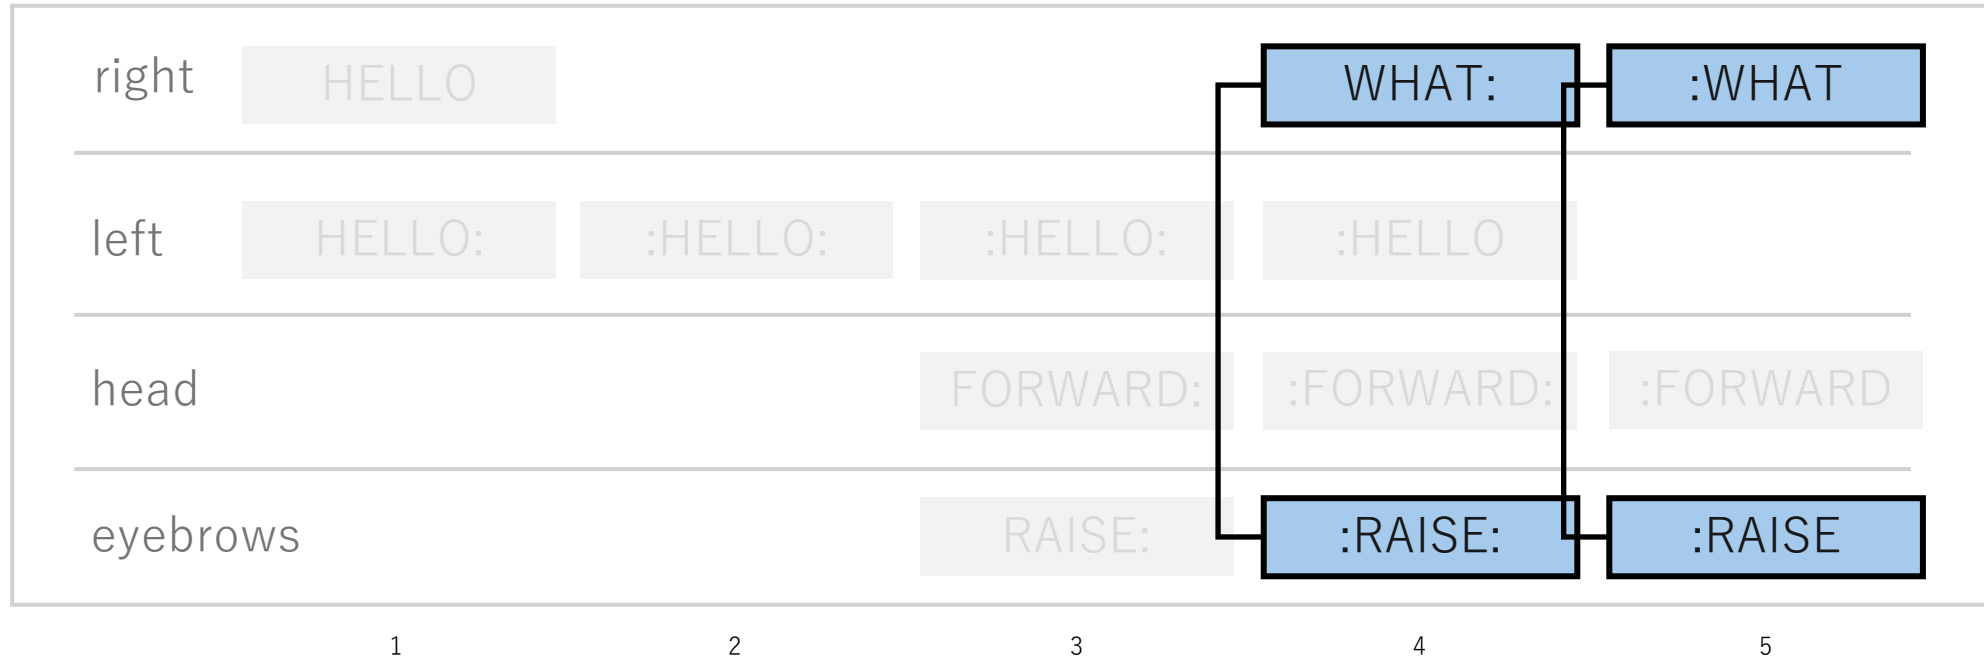 right HELLO WHAT: :WHAT
left HELLO: :HELLO: :HELLO: :HELLO
head FORWARD: :FORWARD: :FORWARD
eyebrows RAISE: :RAISE: :RAISE
1 2 3 4 5